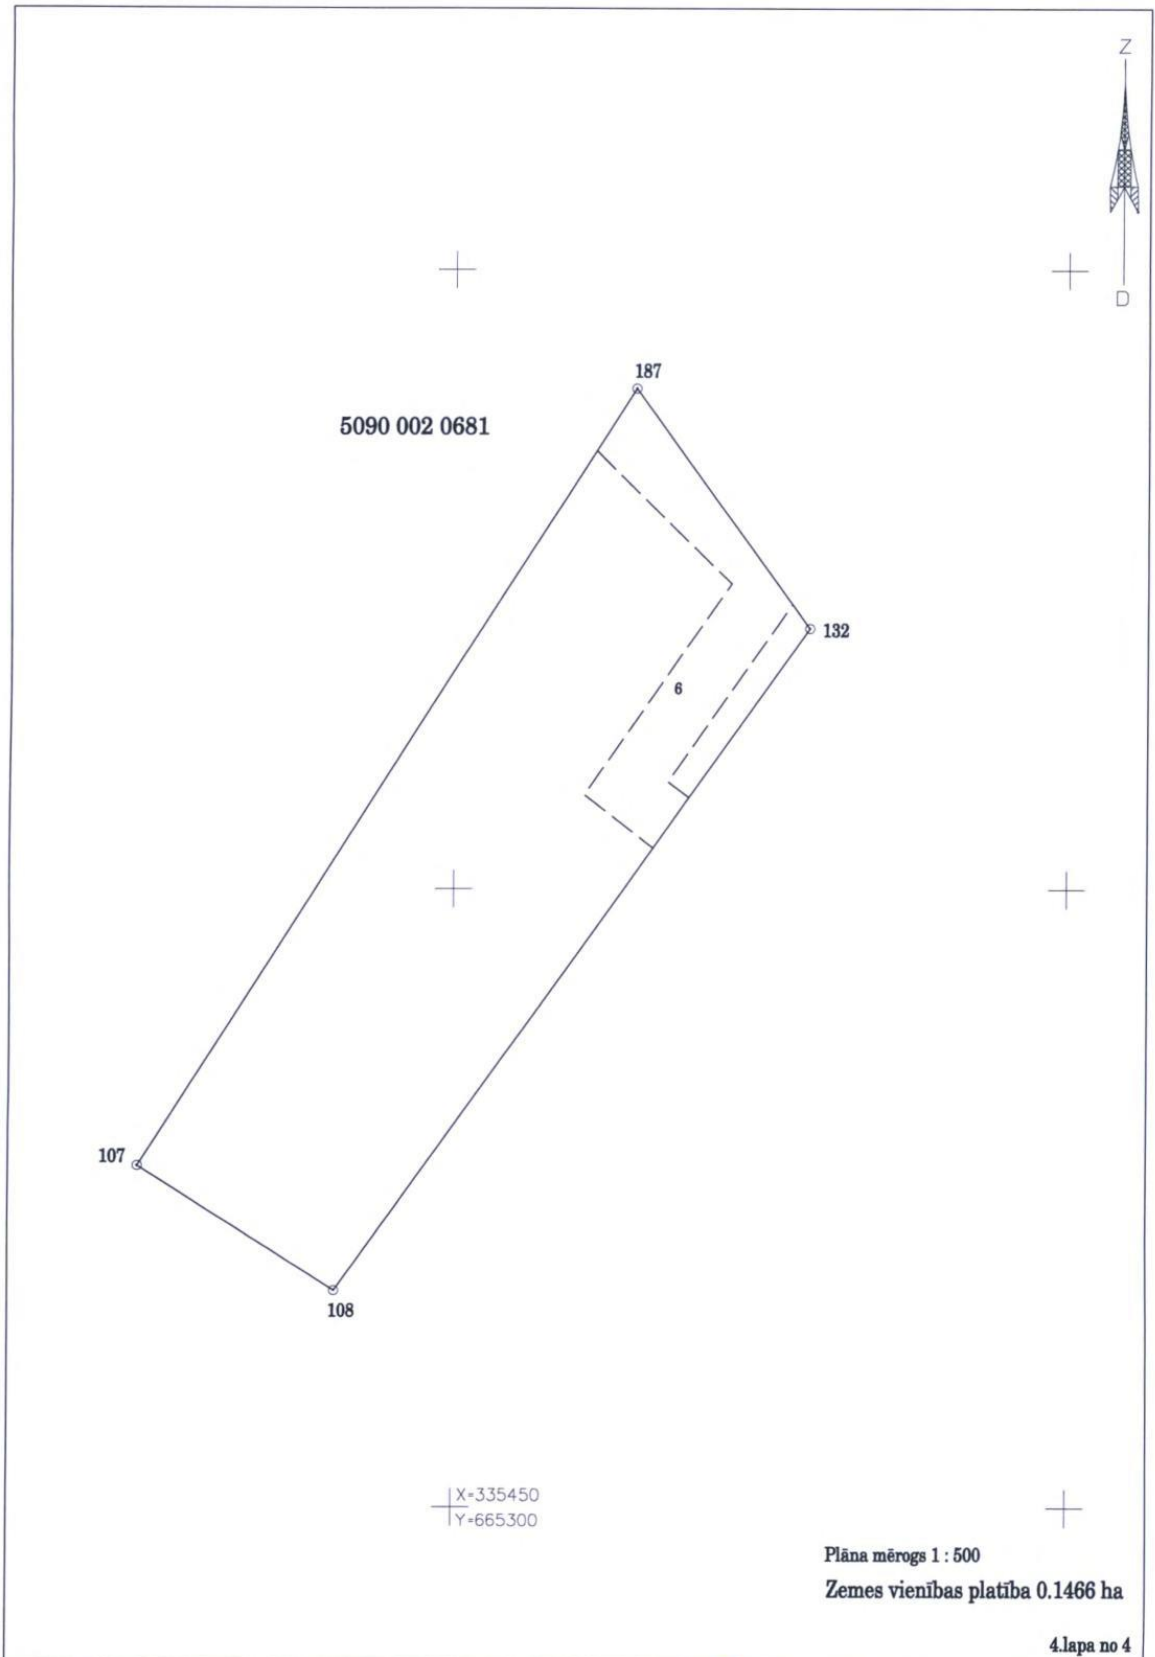 Z
D
187
5090 002 0681
132
6
107
108
X=335450
Y=665300
Plāna mērogs 1 : 500
Zemes vienības platība 0.1466 ha
4.lapa no 4